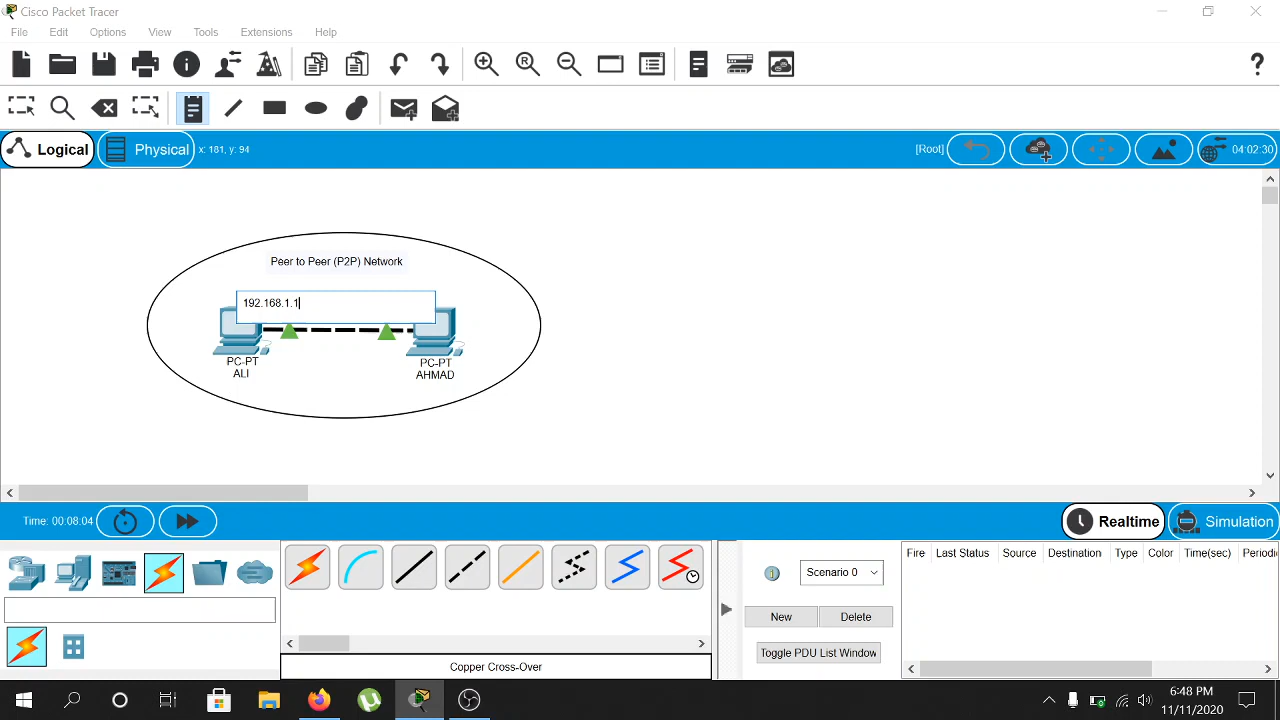 Cisco Packet Tracer
File Edit Options View Tools Extensions Help
R
?
Logical Physical x: 181, y: 94 [Root] 04:02:30
Peer to Peer (P2P) Network
192.168.1.1
PC-PT
ALI
PC-PT
AHMAD
Time: 00:08:04 Realtime Simulation
Fire Last Status Source Destination Type Color Time(sec) Periodi
Scenario 0
New Delete
Toggle PDU List Window
Copper Cross-Over
6:48 PM
11/11/2020